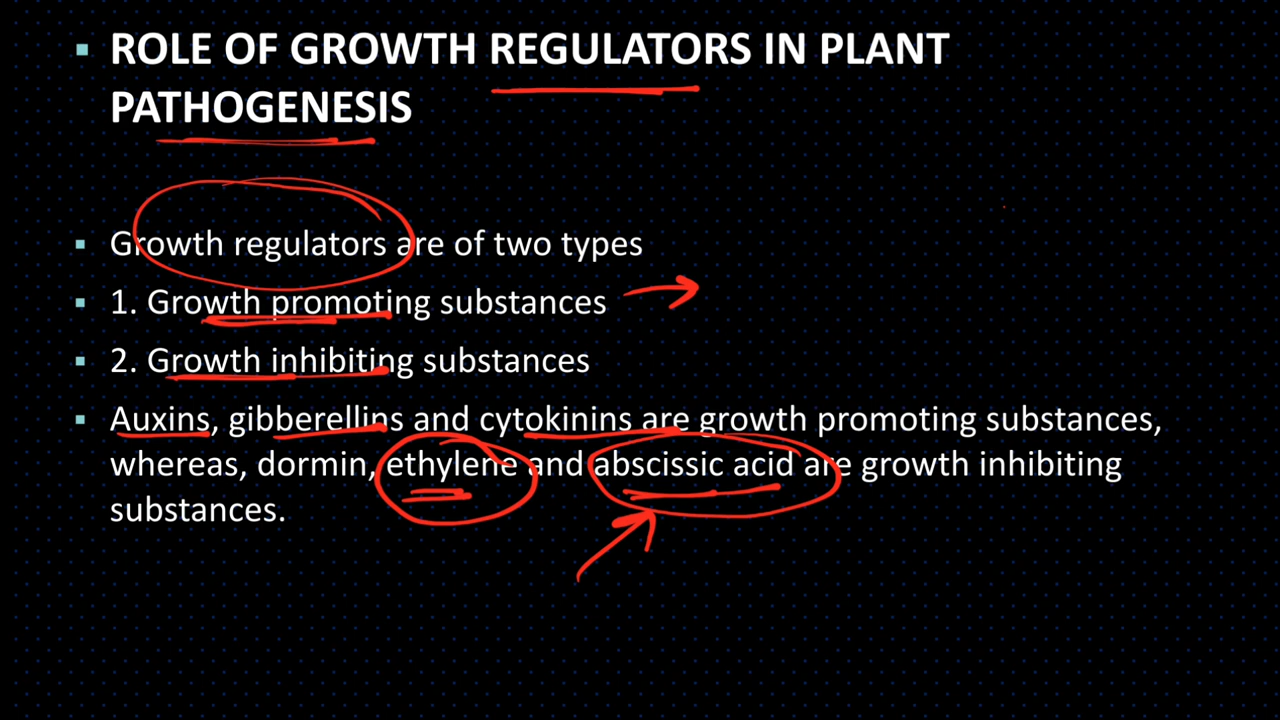 ROLE OF GROWTH REGULATORS IN PLANT
PATHOGENESIS
Growth regulators are of two types
1. Growth promoting substances
2. Growth inhibiting substances
Auxins, gibberellins and cytokinins are growth promoting substances,
whereas, dormin, ethylene and abscissic acid are growth inhibiting
substances.